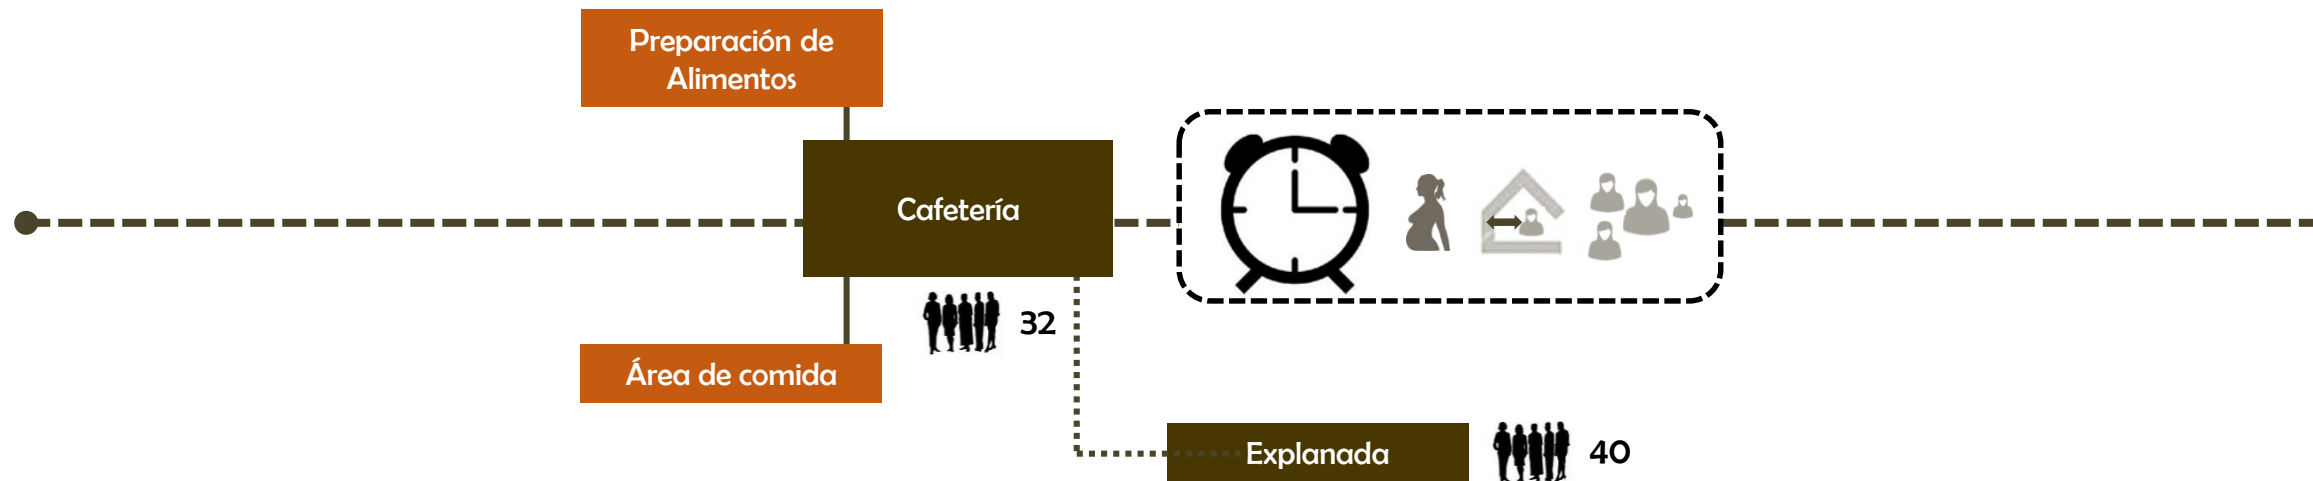 Preparación de
Alimentos
Cafetería
32
Área de comida
Explanada
40